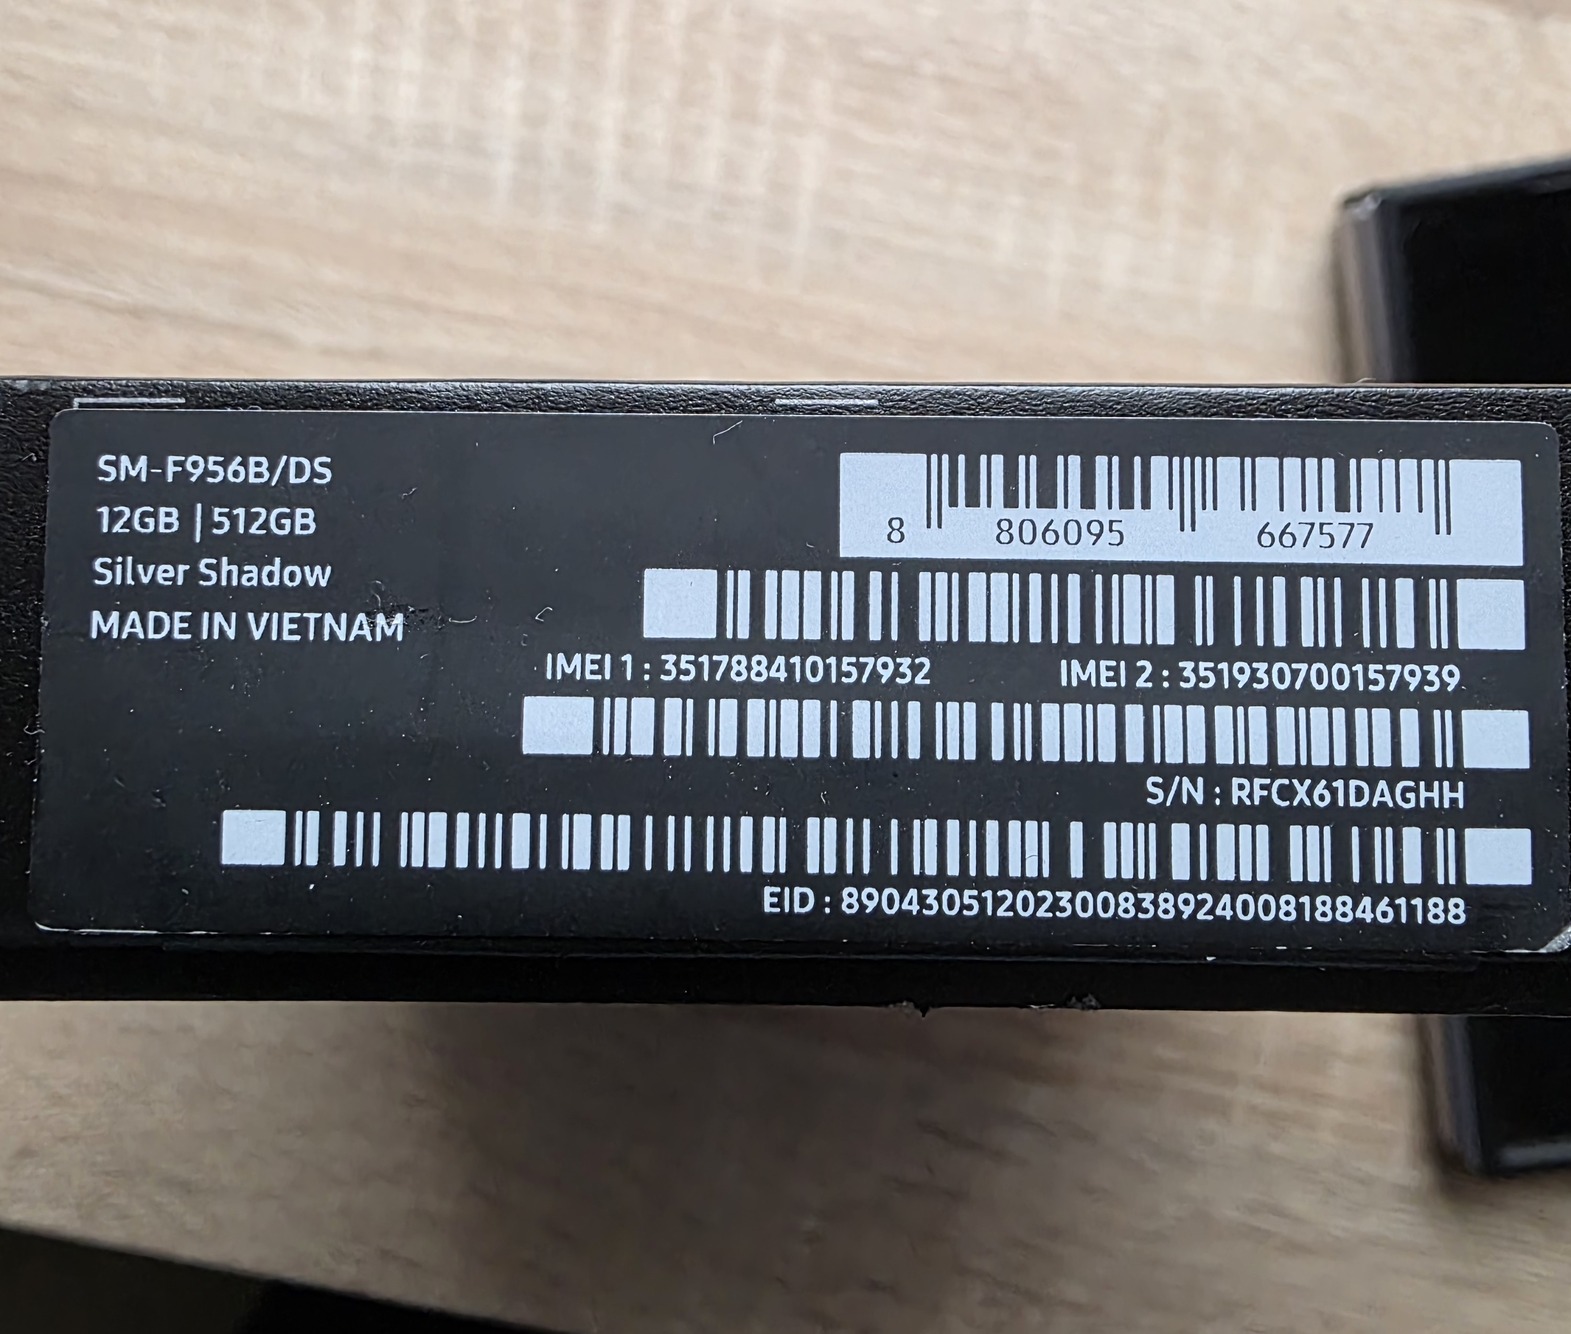 SM-F956B/DS
12GB | 512GB
Silver Shadow
MADE IN VIETNAM
8 806095 667577
IMEI 1 : 351788410157932 IMEI 2 : 351930700157939
S/N : RFCX61DAGHH
EID : 89043051202300838924008188461188